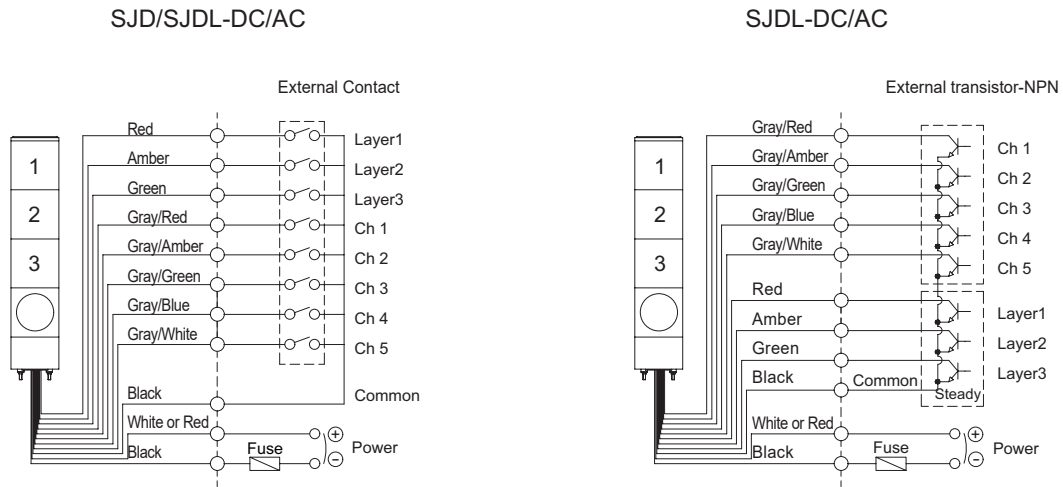 SJD/SJDL-DC/AC
External Contact
1
2
3
Red
Layer1
Amber
Layer2
Green
Layer3
Gray/Red
Ch 1
Gray/Amber
Ch 2
Gray/Green
Ch 3
Gray/Blue
Ch 4
Gray/White
Ch 5
Black
Common
White or Red
+
Power
Black
Fuse
-
SJDL-DC/AC
External transistor-NPN
1
2
3
Gray/Red
Ch 1
Gray/Amber
Ch 2
Gray/Green
Ch 3
Gray/Blue
Ch 4
Gray/White
Ch 5
Red
Layer1
Amber
Layer2
Green
Layer3
Black
Common
Steady
White or Red
+
Power
Black
Fuse
-